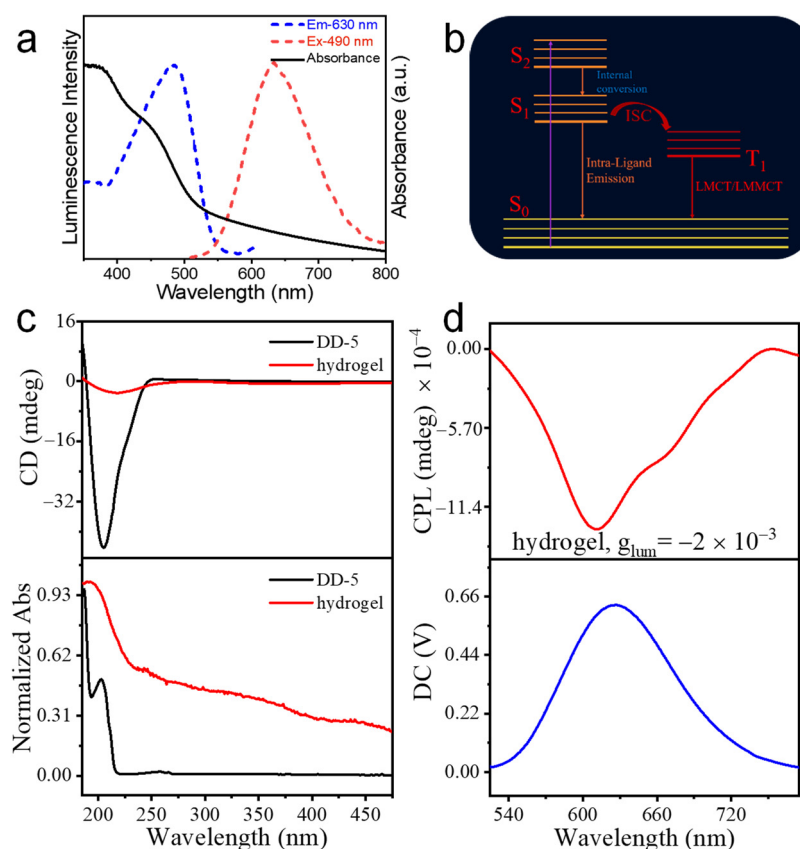 a
Em-630 nm
Ex-490 nm
Absorbance
Luminescence Intensity
Absorbance (a.u.)
400 500 600 700 800
Wavelength (nm)
b
S2
Internal
conversion
S1
ISC
T1
Intra-Ligand
Emission
LMCT/LMMCT
S0
c
16
0
−16
−32
CD (mdeg)
DD-5
hydrogel
0.93
0.62
0.31
0.00
Normalized Abs
DD-5
hydrogel
200 250 300 350 400 450
Wavelength (nm)
d
0.00
−5.70
−11.4
CPL (mdeg) × 10⁻⁴
hydrogel, glum= −2 × 10⁻³
0.66
0.44
0.22
0.00
DC (V)
540 600 660 720
Wavelength (nm)